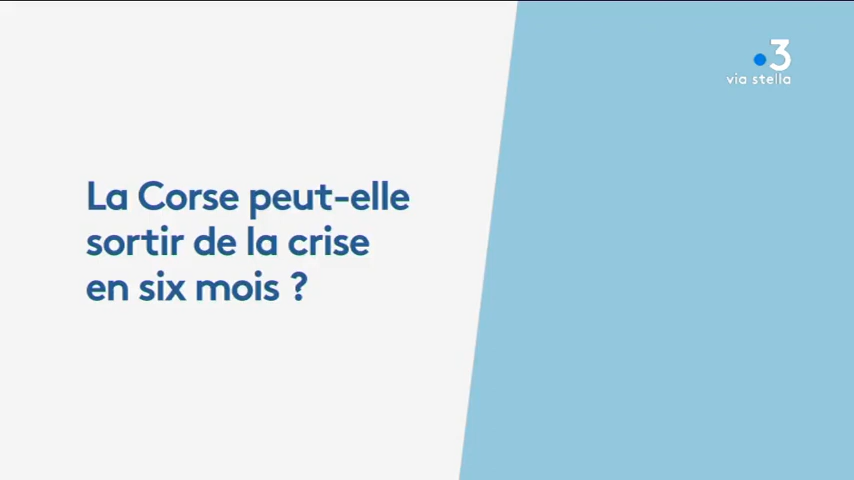 3
via stella
La Corse peut-elle
sortir de la crise
en six mois ?